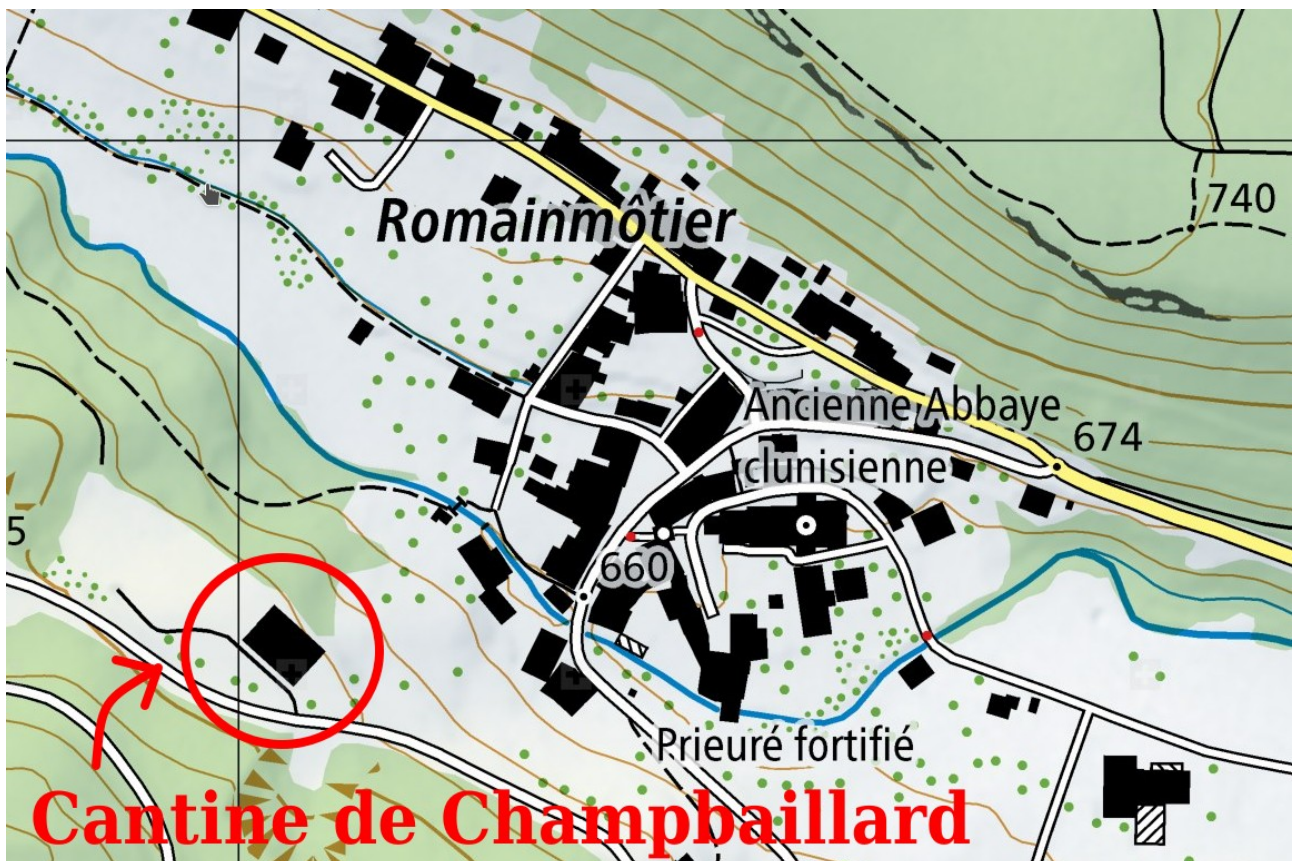 740
Romainmôtier
Ancienne Abbaye
674
clunisienne
5
660
Prieuré fortifié
Cantine de Champbaillard